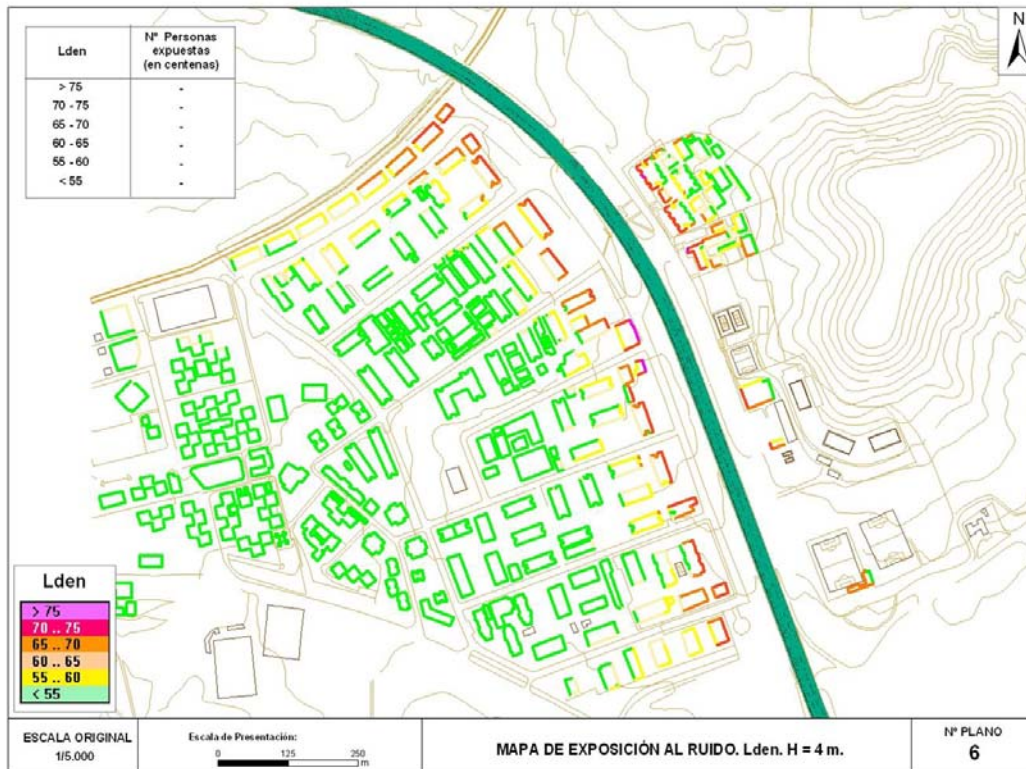 Lden
Nº Personas
expuestas
(en centenas)
> 75 -
70 - 75 -
65 - 70 -
60 - 65 -
55 - 60 -
< 55 -
N
Lden
> 75
70 .. 75
65 .. 70
60 .. 65
55 .. 60
< 55
ESCALA ORIGINAL
1/5.000
Escala de Presentación:
0 125 250
m
MAPA DE EXPOSICIÓN AL RUIDO. Lden. H = 4 m.
Nº PLANO
6